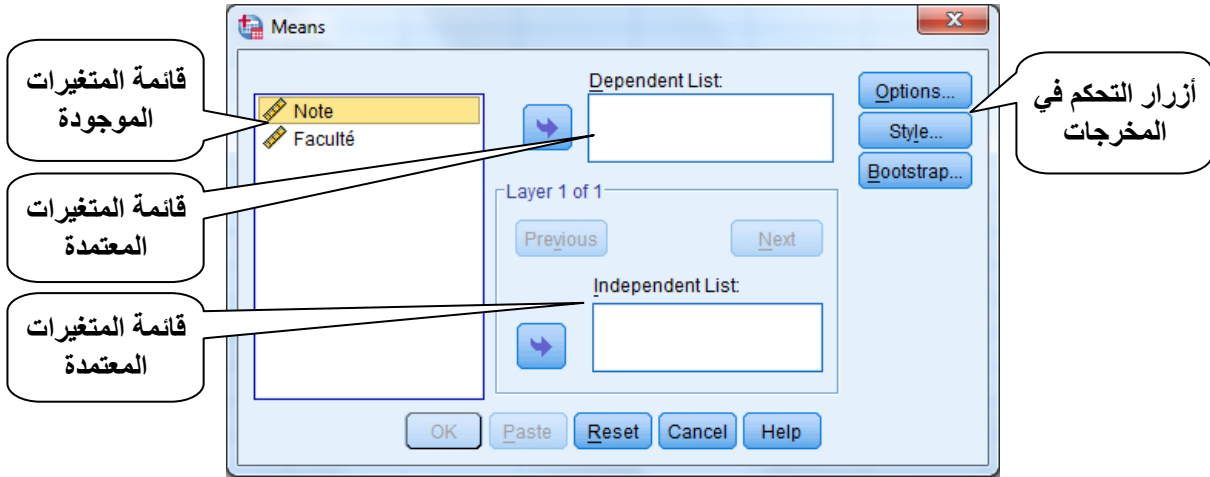 Means
قائمة المتغيرات
الموجودة
Note
Faculté
Dependent List:
Options...
Style...
Bootstrap...
أزرار التحكم في
المخرجات
قائمة المتغيرات
المعتمدة
Layer 1 of 1
Previous
Next
Independent List:
قائمة المتغيرات
المعتمدة
OK
Paste
Reset
Cancel
Help